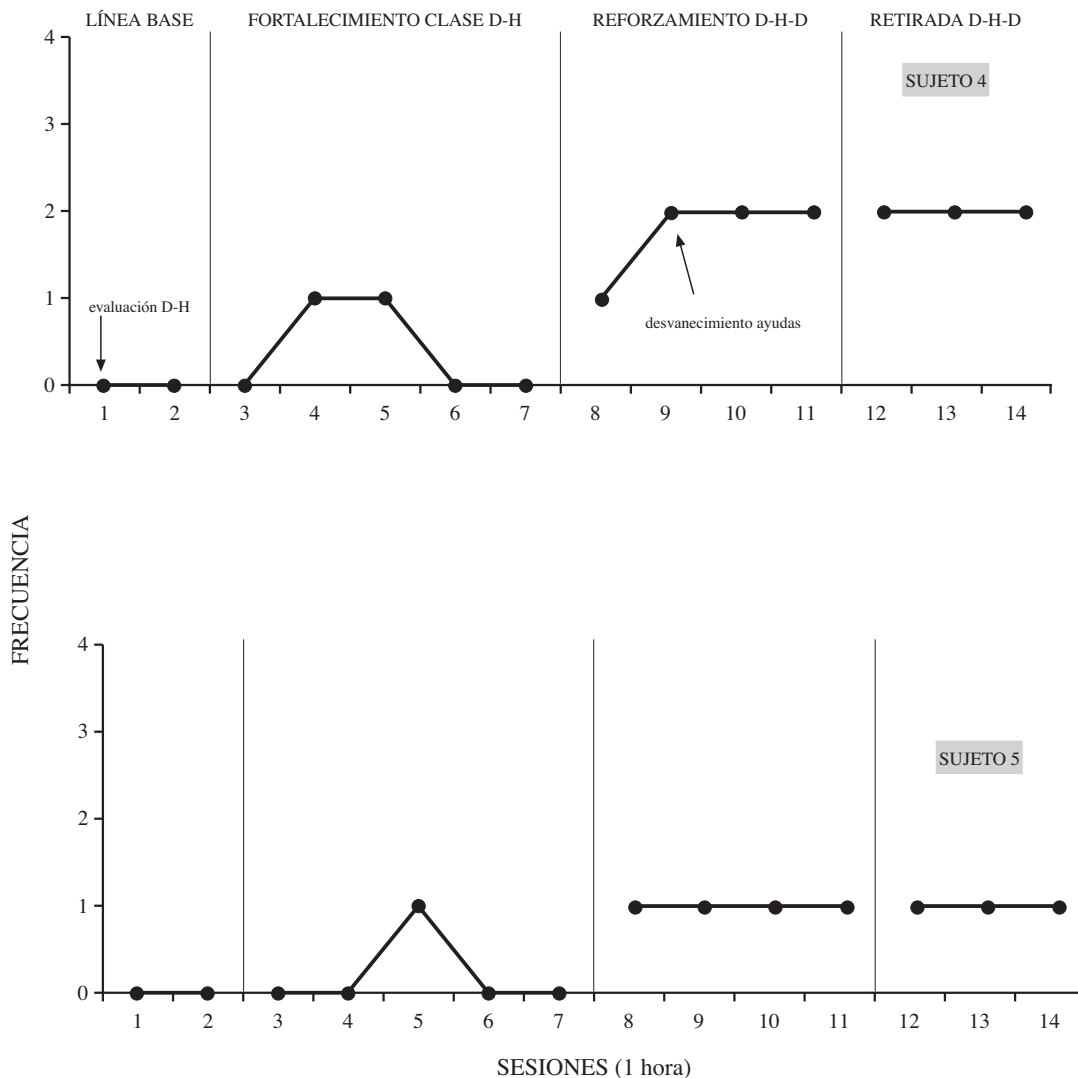 LÍNEA BASE FORTALECIMIENTO CLASE D-H REFORZAMIENTO D-H-D RETIRADA D-H-D
4
SUJETO 4
3
2
evaluación D-H
desvanecimiento ayudas
1
0
1 2 3 4 5 6 7 8 9 10 11 12 13 14
FRECUENCIA
4
3
SUJETO 5
2
1
0
1 2 3 4 5 6 7 8 9 10 11 12 13 14
SESIONES (1 hora)